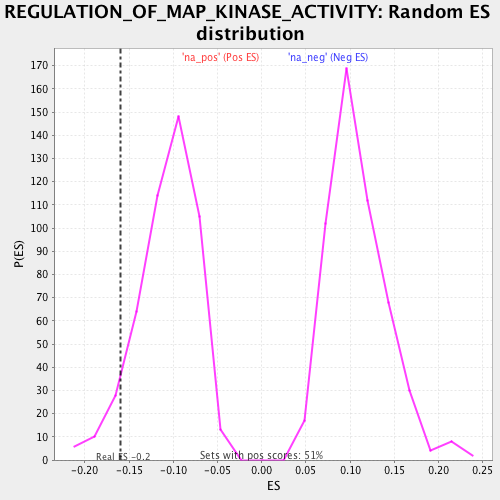 REGULATION_OF_MAP_KINASE_ACTIVITY: Random ES
distribution
'na_pos' (Pos ES)
'na_neg' (Neg ES)
170
160
150
140
130
120
110
100
90
80
70
60
50
40
30
20
10
0
P(ES)
Real ES -0.2
Sets with pos scores: 51%
-0.20 -0.15 -0.10 -0.05 0.00 0.05 0.10 0.15 0.20 0.25
ES